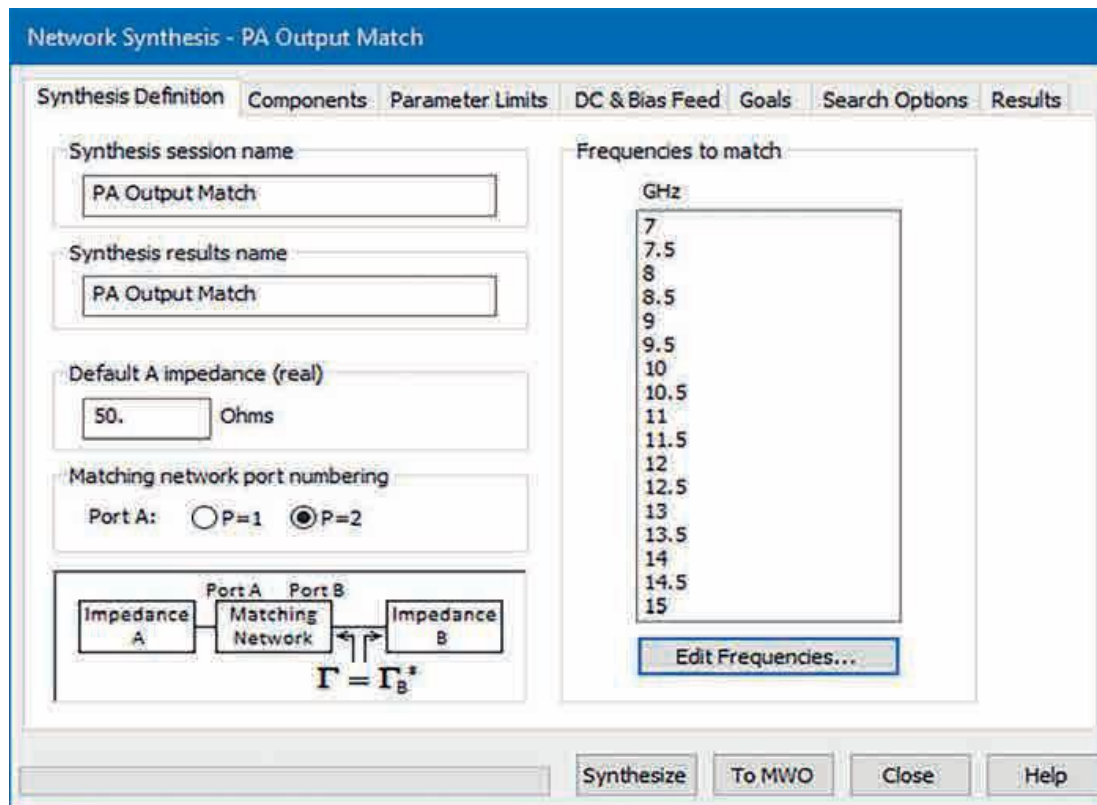 Network Synthesis - PA Output Match
Synthesis Definition Components Parameter Limits DC & Bias Feed Goals Search Options Results
Synthesis session name
PA Output Match
Synthesis results name
PA Output Match
Default A impedance (real)
50. Ohms
Matching network port numbering
Port A: P=1 P=2
Port A Port B
Impedance A
Matching Network
Impedance B
Γ = Γ_B*
Frequencies to match
GHz
7
7.5
8
8.5
9
9.5
10
10.5
11
11.5
12
12.5
13
13.5
14
14.5
15
Edit Frequencies...
Synthesize To MWO Close Help